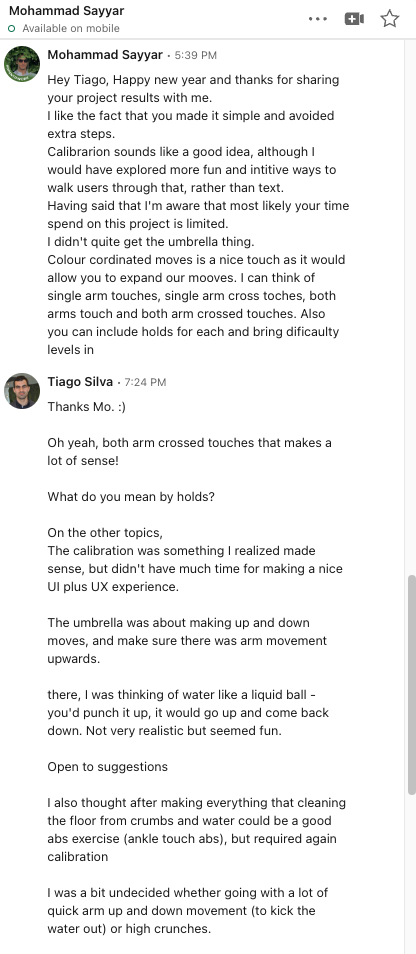 Mohammad Sayyar
Available on mobile
Mohammad Sayyar • 5:39 PM
Hey Tiago, Happy new year and thanks for sharing
your project results with me.
I like the fact that you made it simple and avoided
extra steps.
Calibrarion sounds like a good idea, although I
would have explored more fun and intitive ways to
walk users through that, rather than text.
Having said that I'm aware that most likely your time
spend on this project is limited.
I didn't quite get the umbrella thing.
Colour cordinated moves is a nice touch as it would
allow you to expand our mooves. I can think of
single arm touches, single arm cross toches, both
arms touch and both arm crossed touches. Also
you can include holds for each and bring dificaulty
levels in
Tiago Silva • 7:24 PM
Thanks Mo. :)
Oh yeah, both arm crossed touches that makes a
lot of sense!
What do you mean by holds?
On the other topics,
The calibration was something I realized made
sense, but didn't have much time for making a nice
UI plus UX experience.
The umbrella was about making up and down
moves, and make sure there was arm movement
upwards.
there, I was thinking of water like a liquid ball -
you'd punch it up, it would go up and come back
down. Not very realistic but seemed fun.
Open to suggestions
I also thought after making everything that cleaning
the floor from crumbs and water could be a good
abs exercise (ankle touch abs), but required again
calibration
I was a bit undecided whether going with a lot of
quick arm up and down movement (to kick the
water out) or high crunches.